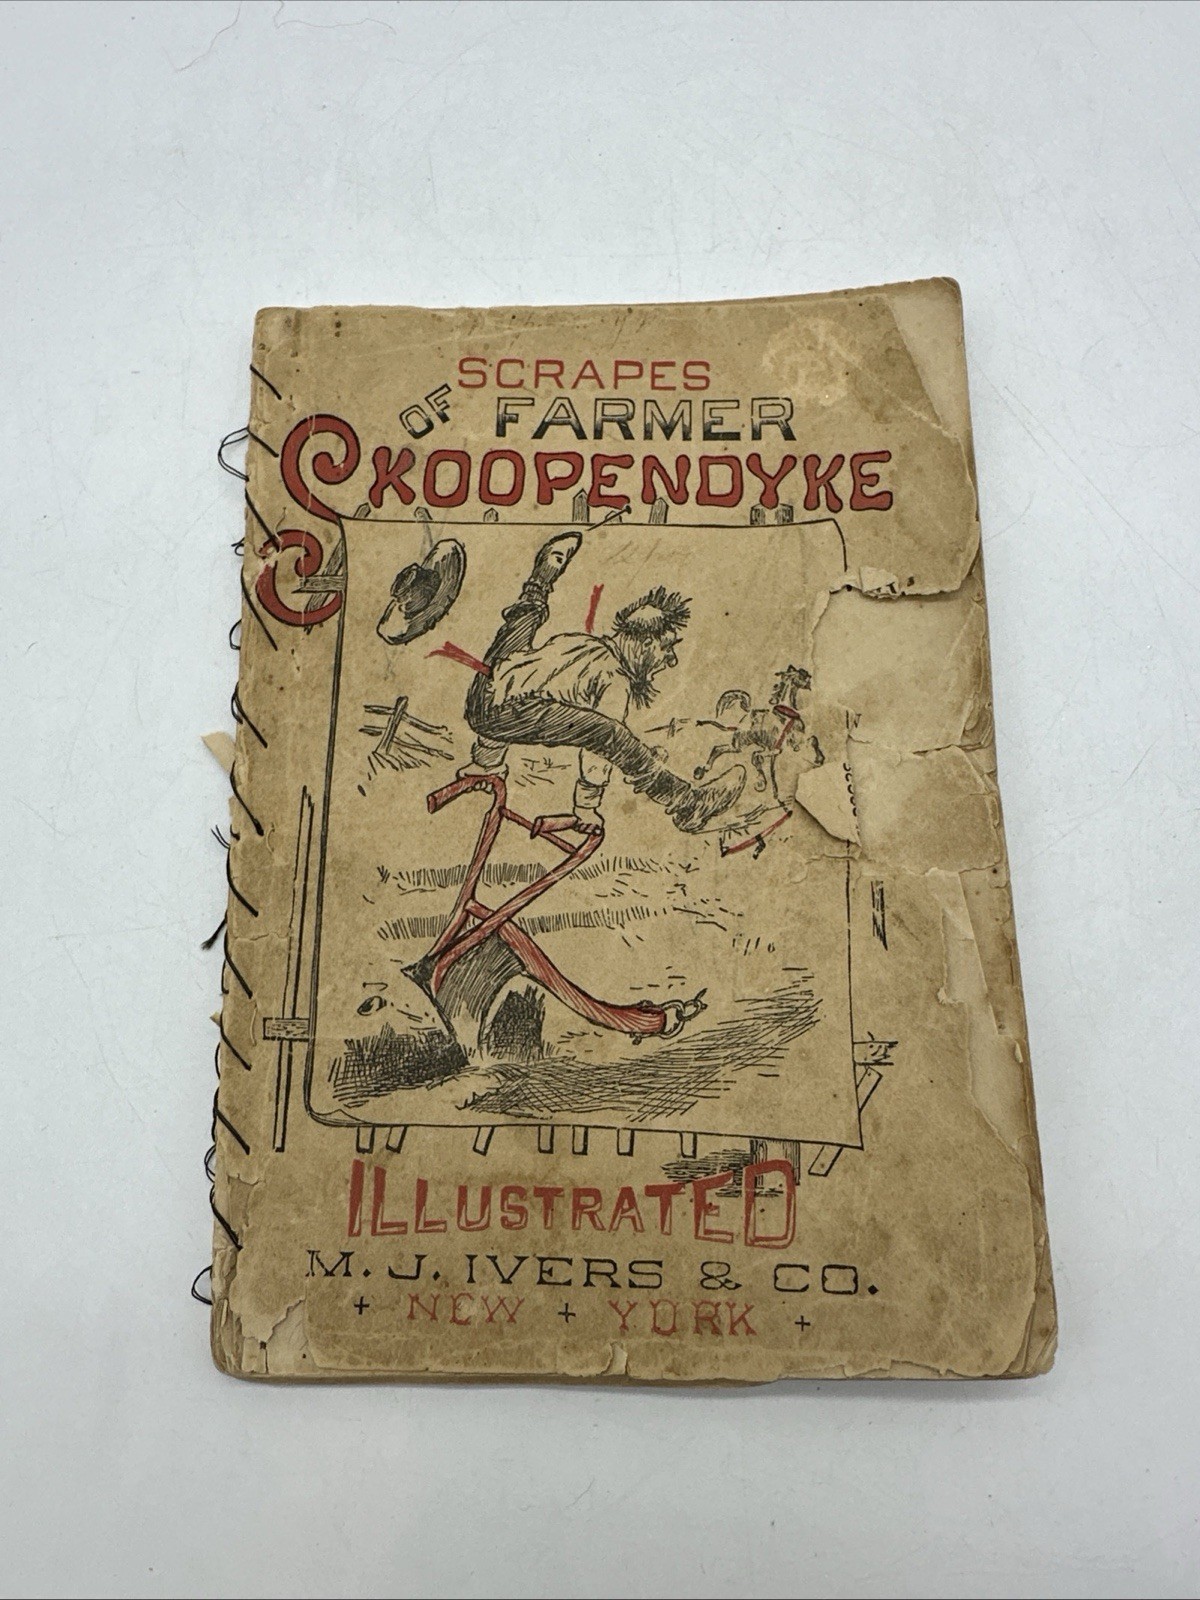 SCRAPES
OF FARMER
SKOOPENDYKE
ILLUSTRATED
M. J. IVERS & CO.
+ NEW + YORK +